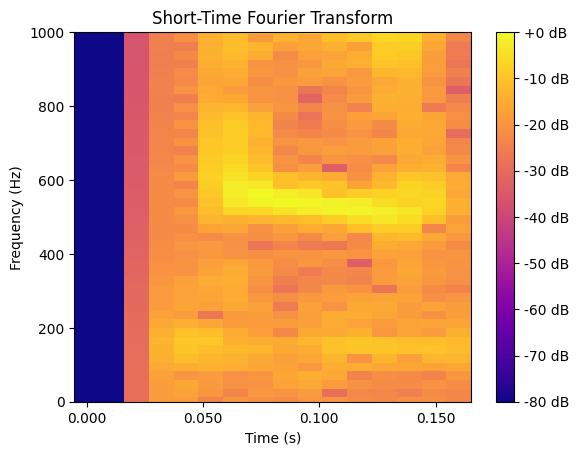 Short-Time Fourier Transform
1000
800
600
400
200
0
Frequency (Hz)
0.000
0.050
0.100
0.150
Time (s)
+0 dB
-10 dB
-20 dB
-30 dB
-40 dB
-50 dB
-60 dB
-70 dB
-80 dB